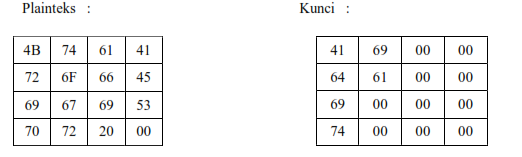 Plainteks : Kunci :
4B 74 61 41 41 69 00 00
72 6F 66 45 64 61 00 00
69 67 69 53 69 00 00 00
70 72 20 00 74 00 00 00